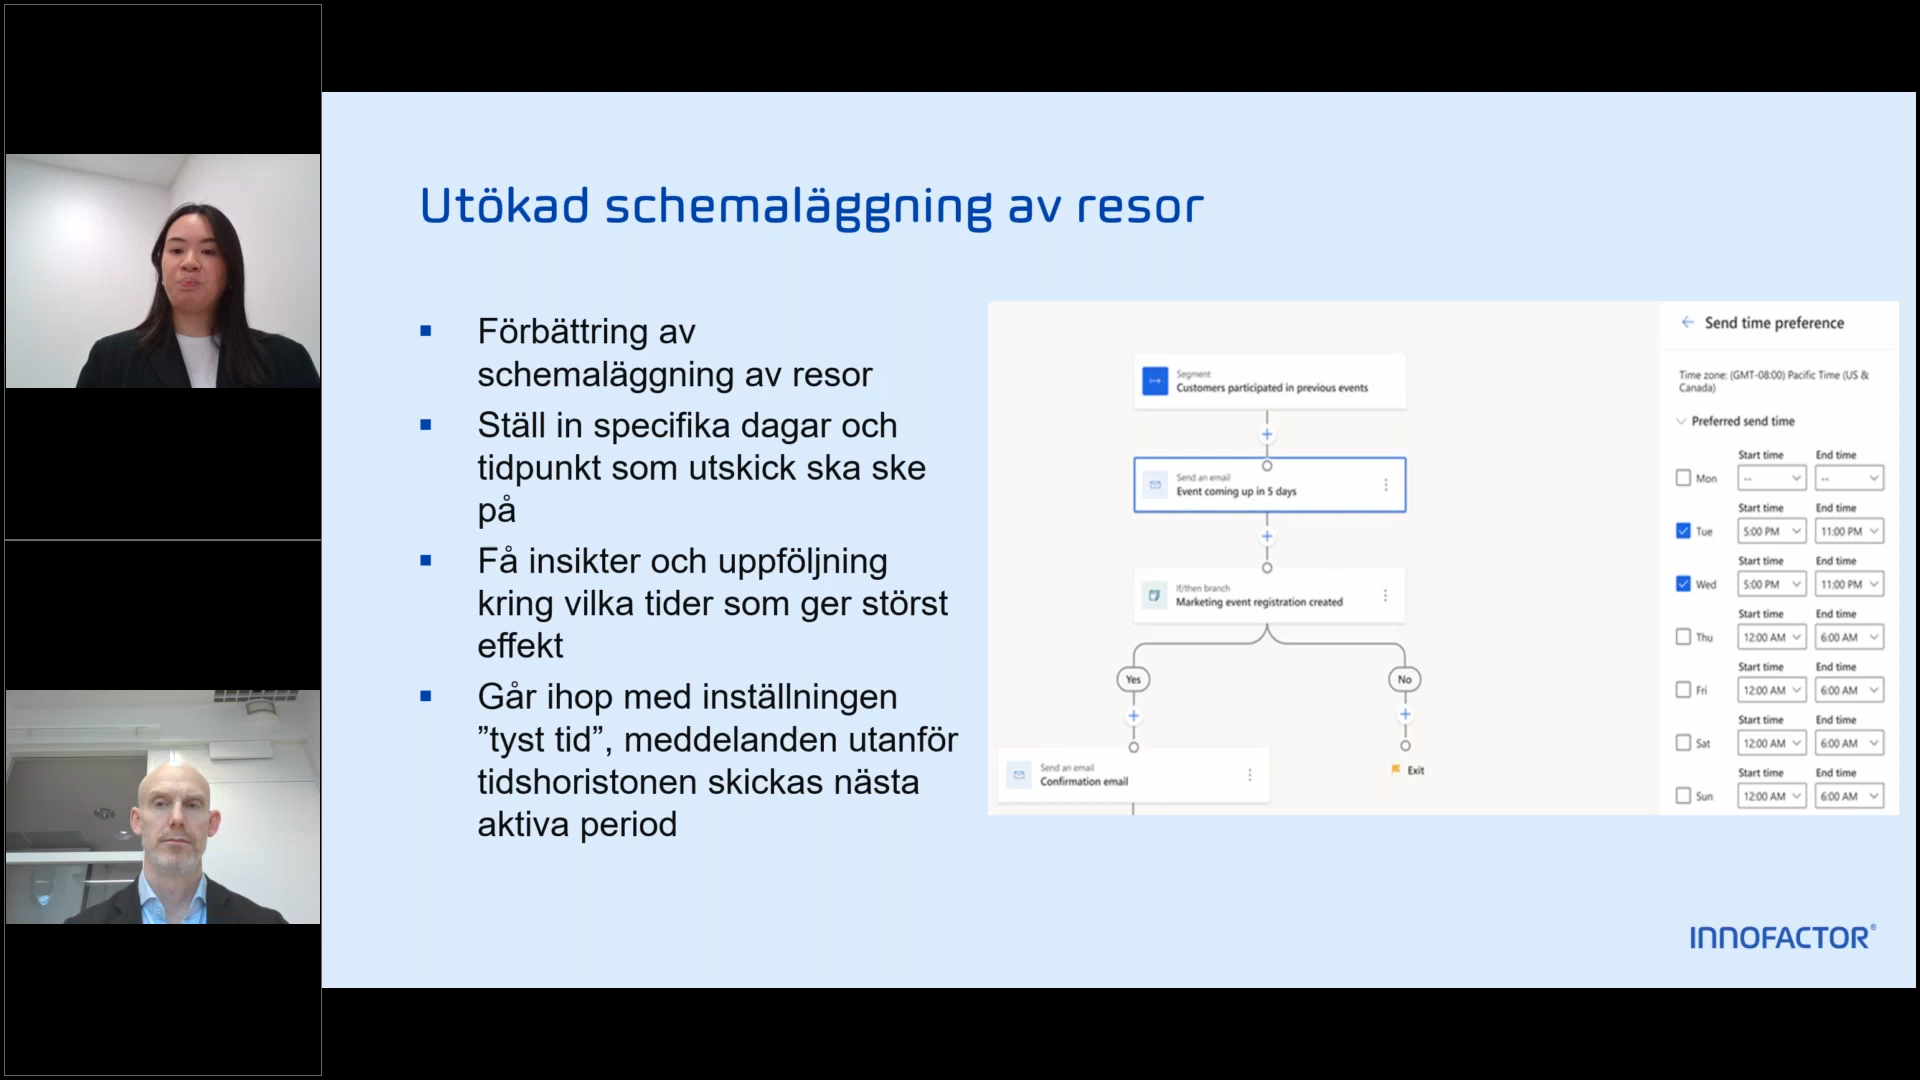 Utökad schemaläggning av resor
▪ Förbättring av
schemaläggning av resor
▪ Ställ in specifika dagar och
tidpunkt som utskick ska ske
på
▪ Få insikter och uppföljning
kring vilka tider som ger störst
effekt
▪ Går ihop med inställningen
”tyst tid”, meddelanden utanför
tidshoristonen skickas nästa
aktiva period
Segment
Customers participated in previous events
Send an email
Event coming up in 5 days
If/then branch
Marketing event registration created
Yes
No
Send an email
Confirmation email
Exit
Send time preference
Time zone: (GMT-08:00) Pacific Time (US &
Canada)
Preferred send time
Start time End time
Mon -- --
Start time End time
Tue 5:00 PM 11:00 PM
Start time End time
Wed 5:00 PM 11:00 PM
Start time End time
Thu 12:00 AM 6:00 AM
Start time End time
Fri 12:00 AM 6:00 AM
Start time End time
Sat 12:00 AM 6:00 AM
Start time End time
Sun 12:00 AM 6:00 AM
INNOFACTOR®